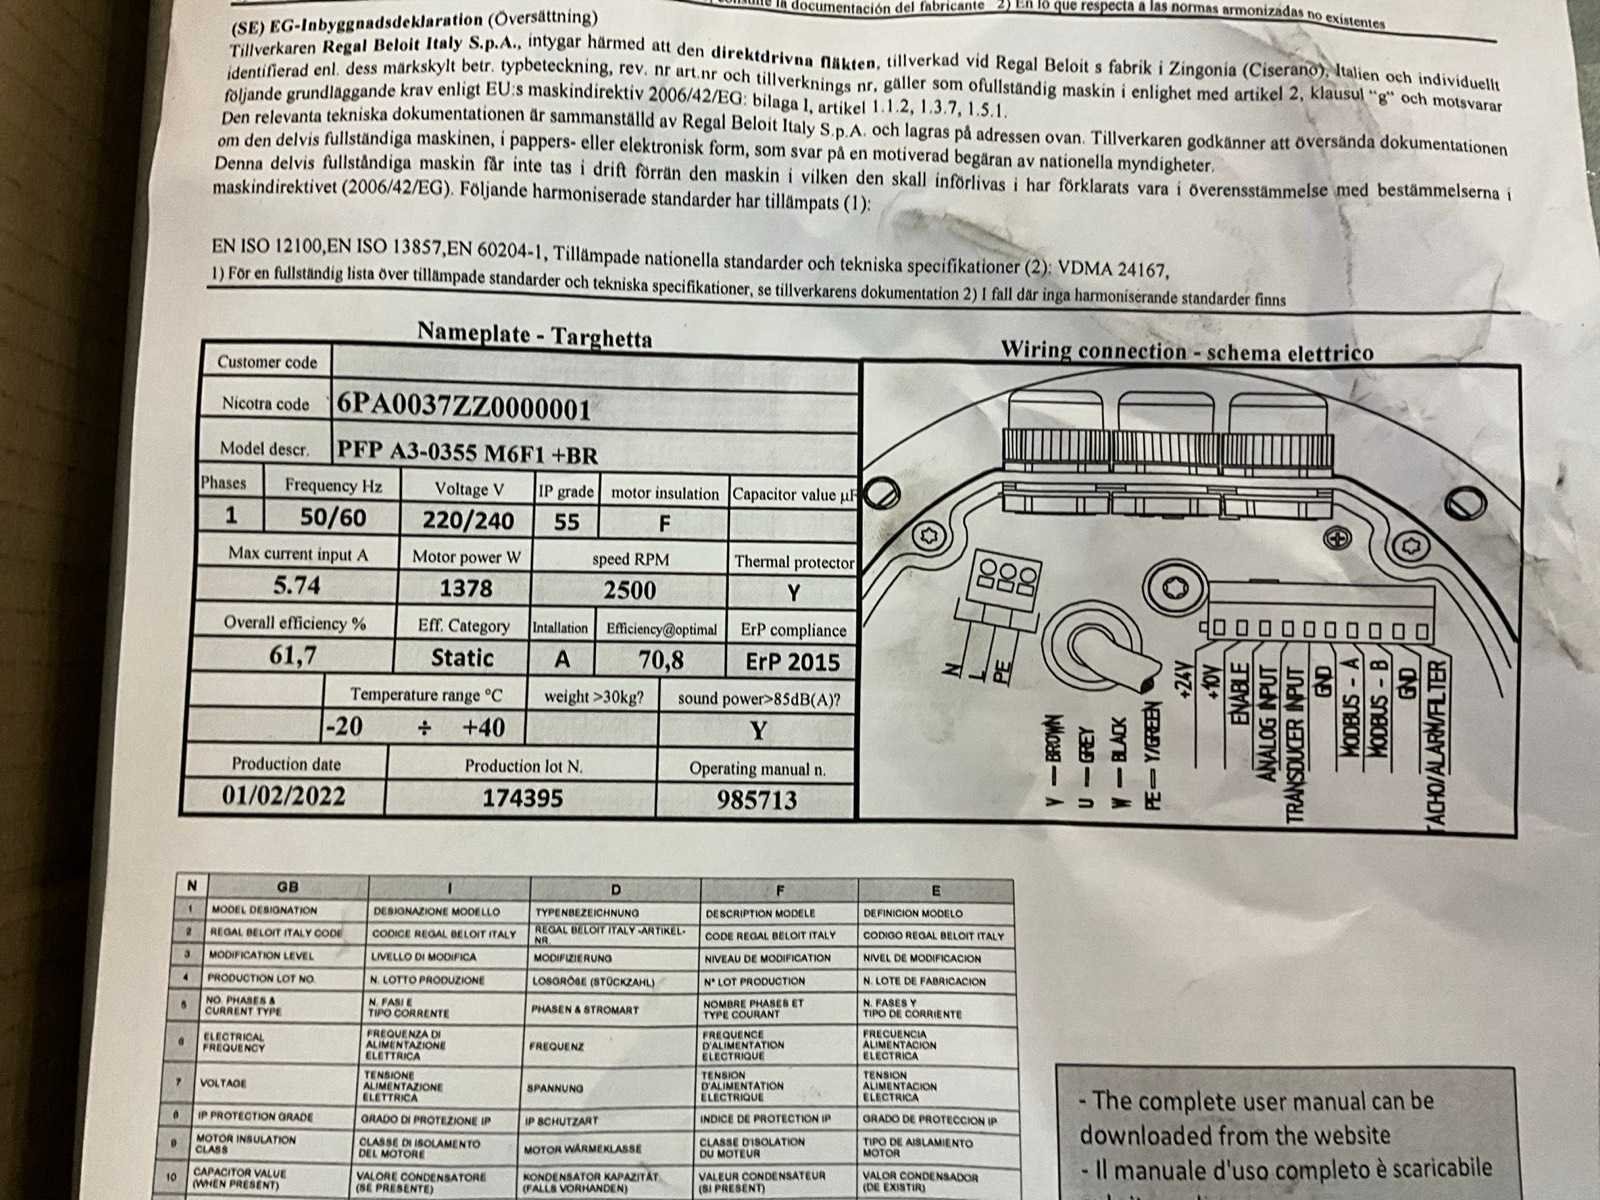 la documentación del fabricante 2) En lo que respecta a las normas armonizadas no existentes
(SE) EG-Inbyggnadsdeklaration (Översättning)
Tillverkaren Regal Beloit Italy S.p.A., intygar härmed att den direktdrivna fläkten, tillverkad vid Regal Beloit s fabrik i Zingonia (Ciserano), Italien och individuellt
identifierad enl. dess märkskylt betr. typbeteckning, rev. nr art.nr och tillverknings nr, gäller som ofullständig maskin i enlighet med artikel 2, klausul "g" och motsvarar
följande grundläggande krav enligt EU:s maskindirektiv 2006/42/EG: bilaga I, artikel 1.1.2, 1.3.7, 1.5.1.
Den relevanta tekniska dokumentationen är sammanställd av Regal Beloit Italy S.p.A. och lagras på adressen ovan. Tillverkaren godkänner att översända dokumentationen
om den delvis fullständiga maskinen, i pappers- eller elektronisk form, som svar på en motiverad begäran av nationella myndigheter.
Denna delvis fullständiga maskin får inte tas i drift förrän den maskin i vilken den skall införlivas i har förklarats vara i överensstämmelse med bestämmelserna i
maskindirektivet (2006/42/EG). Följande harmoniserade standarder har tillämpats (1):
EN ISO 12100,EN ISO 13857,EN 60204-1, Tillämpade nationella standarder och tekniska specifikationer (2): VDMA 24167,
1) För en fullständig lista över tillämpade standarder och tekniska specifikationer, se tillverkarens dokumentation 2) I fall där inga harmoniserande standarder finns
Nameplate - Targhetta
Customer code
Nicotra code 6PA0037ZZ0000001
Model descr. PFP A3-0355 M6F1 +BR
Phases Frequency Hz Voltage V IP grade motor insulation Capacitor value µF
1 50/60 220/240 55 F
Max current input A Motor power W speed RPM Thermal protector
5.74 1378 2500 Y
Overall efficiency % Eff. Category Intallation Efficiency@optimal ErP compliance
61,7 Static A 70,8 ErP 2015
Temperature range °C weight >30kg? sound power>85dB(A)?
-20 ÷ +40 Y
Production date Production lot N. Operating manual n.
01/02/2022 174395 985713
Wiring connection - schema elettrico
N
L
PE
V — BROWN
U — GREY
W — BLACK
PE — Y/GREEN
+24V
+10V
ENABLE
ANALOG INPUT
TRANSDUCER INPUT
GND
MODBUS - A
MODBUS - B
GND
TACHO/ALARM/FILTER
N GB I D F E
1 MODEL DESIGNATION DESIGNAZIONE MODELLO TYPENBEZEICHNUNG DESCRIPTION MODELE DEFINICION MODELO
2 REGAL BELOIT ITALY CODE CODICE REGAL BELOIT ITALY REGAL BELOIT ITALY -ARTIKEL-NR. CODE REGAL BELOIT ITALY CODIGO REGAL BELOIT ITALY
3 MODIFICATION LEVEL LIVELLO DI MODIFICA MODIFIZIERUNG NIVEAU DE MODIFICATION NIVEL DE MODIFICACION
4 PRODUCTION LOT NO. N. LOTTO PRODUZIONE LOSGRÖSE (STÜCKZAHL) N° LOT PRODUCTION N. LOTE DE FABRICACION
5 NO. PHASES & CURRENT TYPE N. FASI E TIPO CORRENTE PHASEN & STROMART NOMBRE PHASES ET TYPE COURANT N. FASES Y TIPO DE CORRIENTE
6 ELECTRICAL FREQUENCY FREQUENZA DI ALIMENTAZIONE ELETTRICA FREQUENZ FREQUENCE D'ALIMENTATION ELECTRIQUE FRECUENCIA ALIMENTACION ELECTRICA
7 VOLTAGE TENSIONE ALIMENTAZIONE ELETTRICA SPANNUNG TENSION D'ALIMENTATION ELECTRIQUE TENSION ALIMENTACION ELECTRICA
8 IP PROTECTION GRADE GRADO DI PROTEZIONE IP IP SCHUTZART INDICE DE PROTECTION IP GRADO DE PROTECCION IP
9 MOTOR INSULATION CLASS CLASSE DI ISOLAMENTO DEL MOTORE MOTOR WÄRMEKLASSE CLASSE D'ISOLATION DU MOTEUR TIPO DE AISLAMIENTO MOTOR
10 CAPACITOR VALUE (WHEN PRESENT) VALORE CONDENSATORE (SE PRESENTE) KONDENSATOR KAPAZITÄT (FALLS VORHANDEN) VALEUR CONDENSATEUR (SI PRESENT) VALOR CONDENSADOR (DE EXISTIR)
- The complete user manual can be
downloaded from the website
- Il manuale d'uso completo è scaricabile